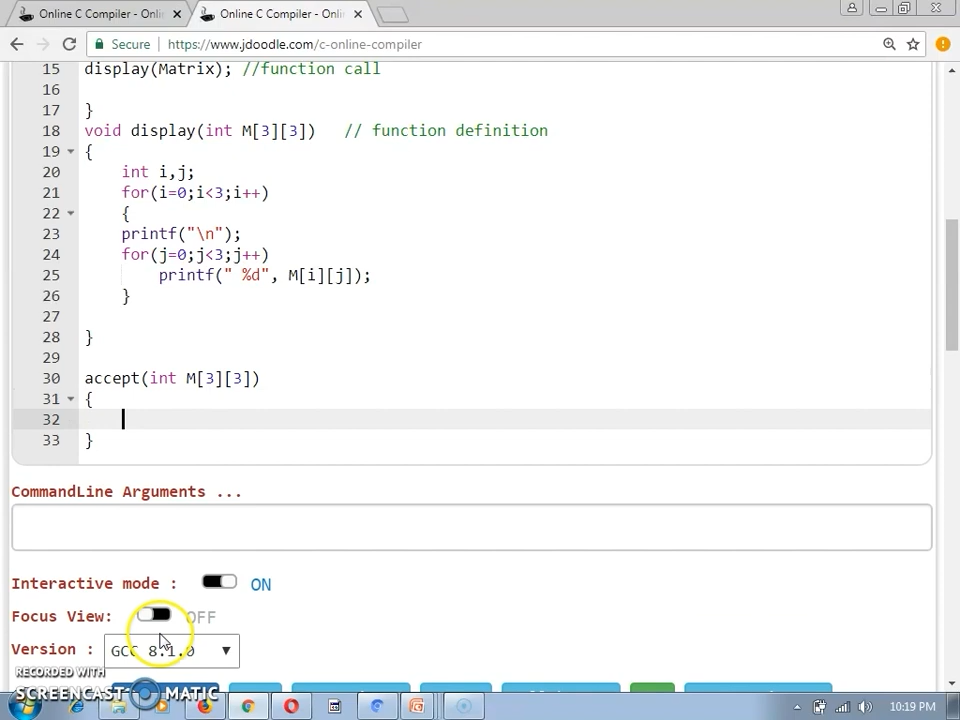 Online C Compiler - Onli
Online C Compiler - Onli
Secure https://www.jdoodle.com/c-online-compiler
15 display(Matrix); //function call
16
17 }
18 void display(int M[3][3]) // function definition
19 {
20 int i,j;
21 for(i=0;i<3;i++)
22 {
23 printf("\n");
24 for(j=0;j<3;j++)
25 printf(" %d", M[i][j]);
26 }
27
28 }
29
30 accept(int M[3][3])
31 {
32
33 }
CommandLine Arguments ...
Interactive mode : ON
Focus View: OFF
Version : GCC 8.1.0
RECORDED WITH
SCREENCAST MATIC
10:19 PM